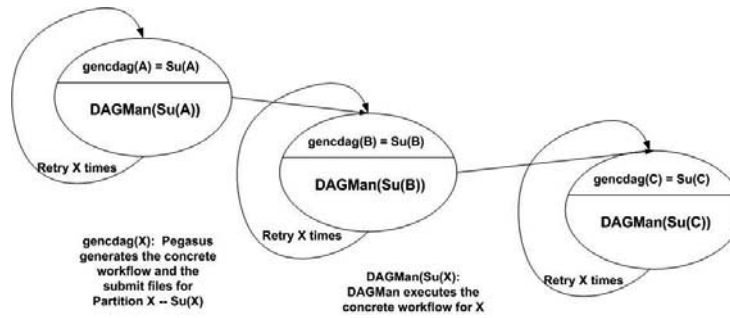 gencdag(A) = Su(A)
DAGMan(Su(A))
Retry X times
gencdag(B) = Su(B)
DAGMan(Su(B))
Retry X times
gencdag(C) = Su(C)
DAGMan(Su(C))
Retry X times
gencdag(X): Pegasus
generates the concrete
workflow and the
submit files for
Partition X -- Su(X)
DAGMan(Su(X):
DAGMan executes the
concrete workflow for X